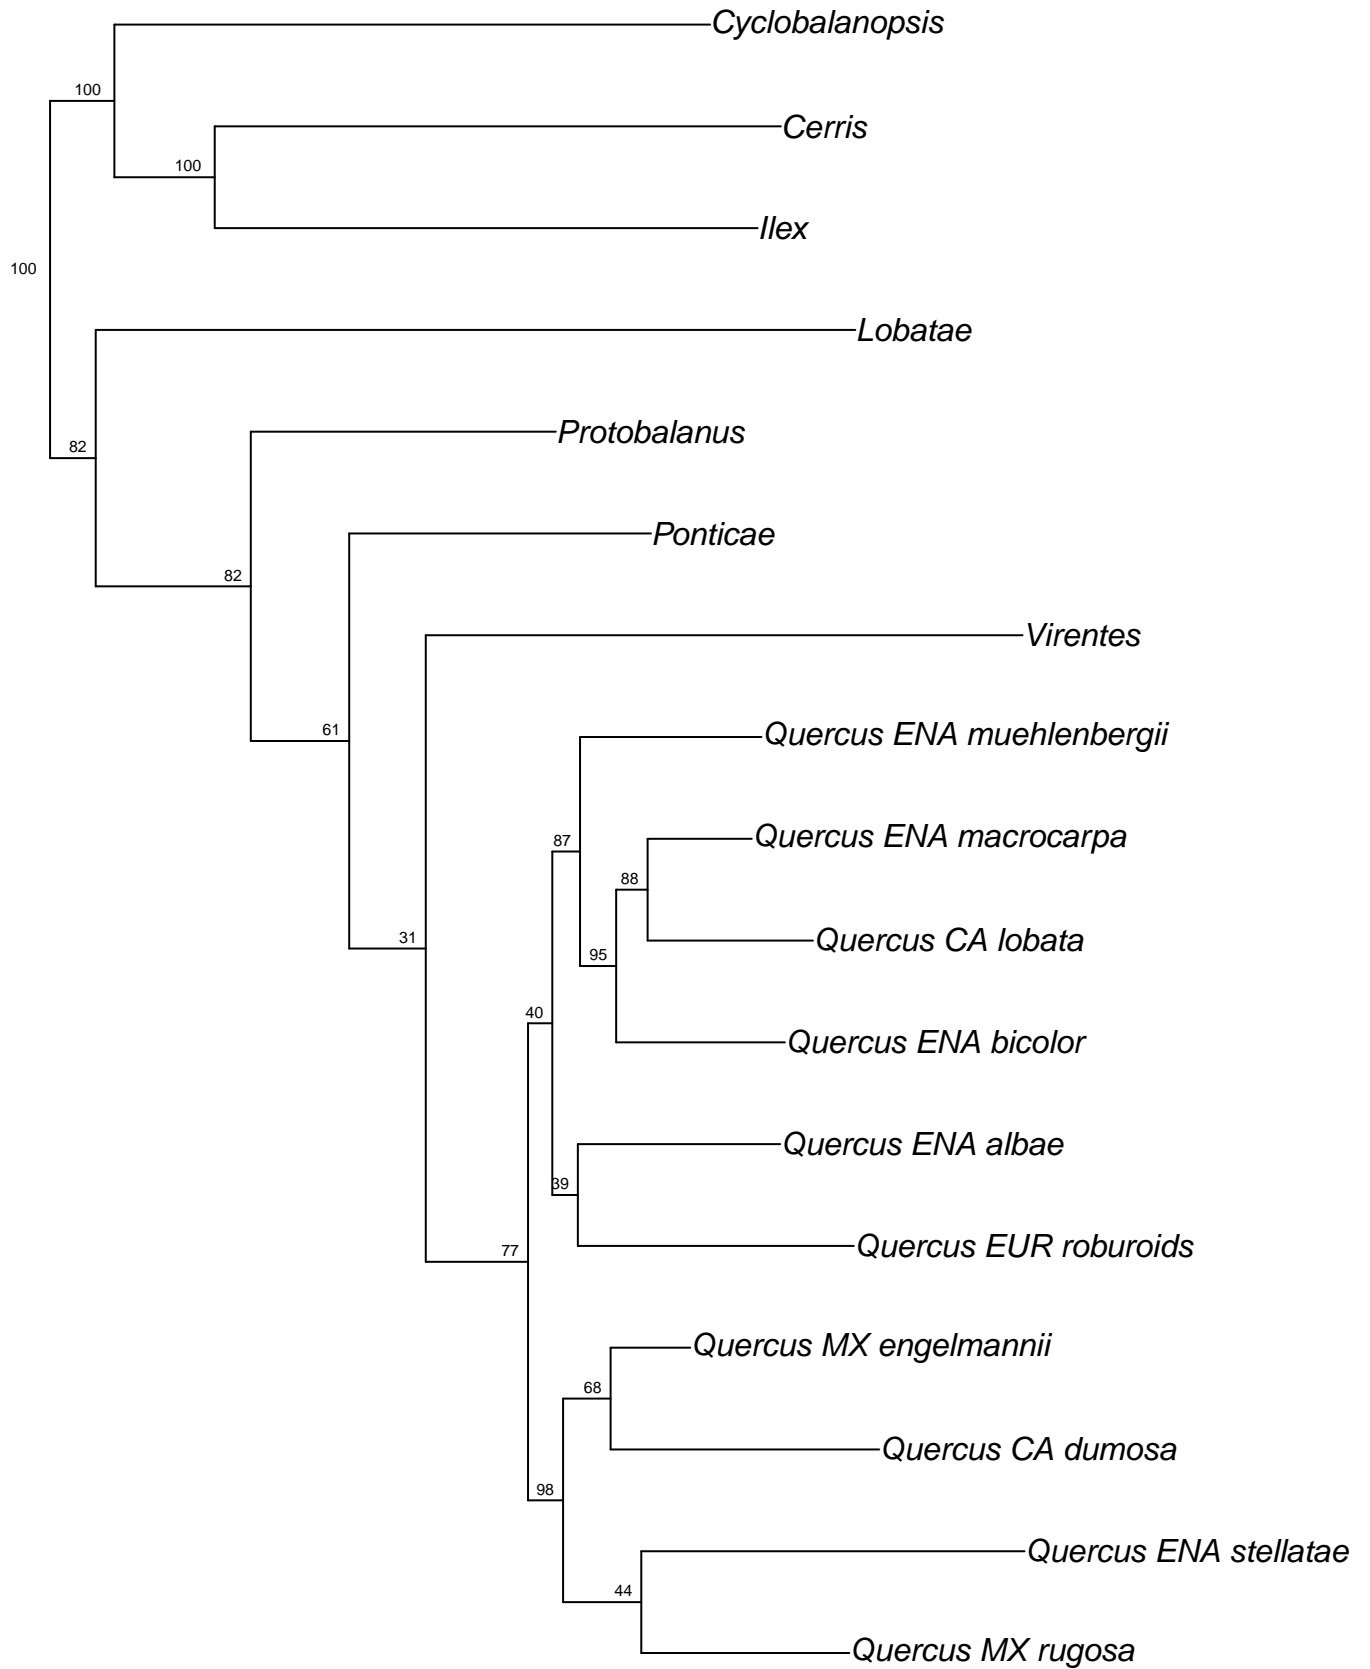 Cyclobalanopsis
100
Cerris
100
Ilex
100
Lobatae
Protobalanus
82
Ponticae
82
Virentes
61
Quercus ENA muehlenbergii
Quercus ENA macrocarpa
87
88
Quercus CA lobata
31
95
40
Quercus ENA bicolor
Quercus ENA albae
39
Quercus EUR roburoids
77
Quercus MX engelmannii
68
Quercus CA dumosa
98
Quercus ENA stellatae
44
Quercus MX rugosa